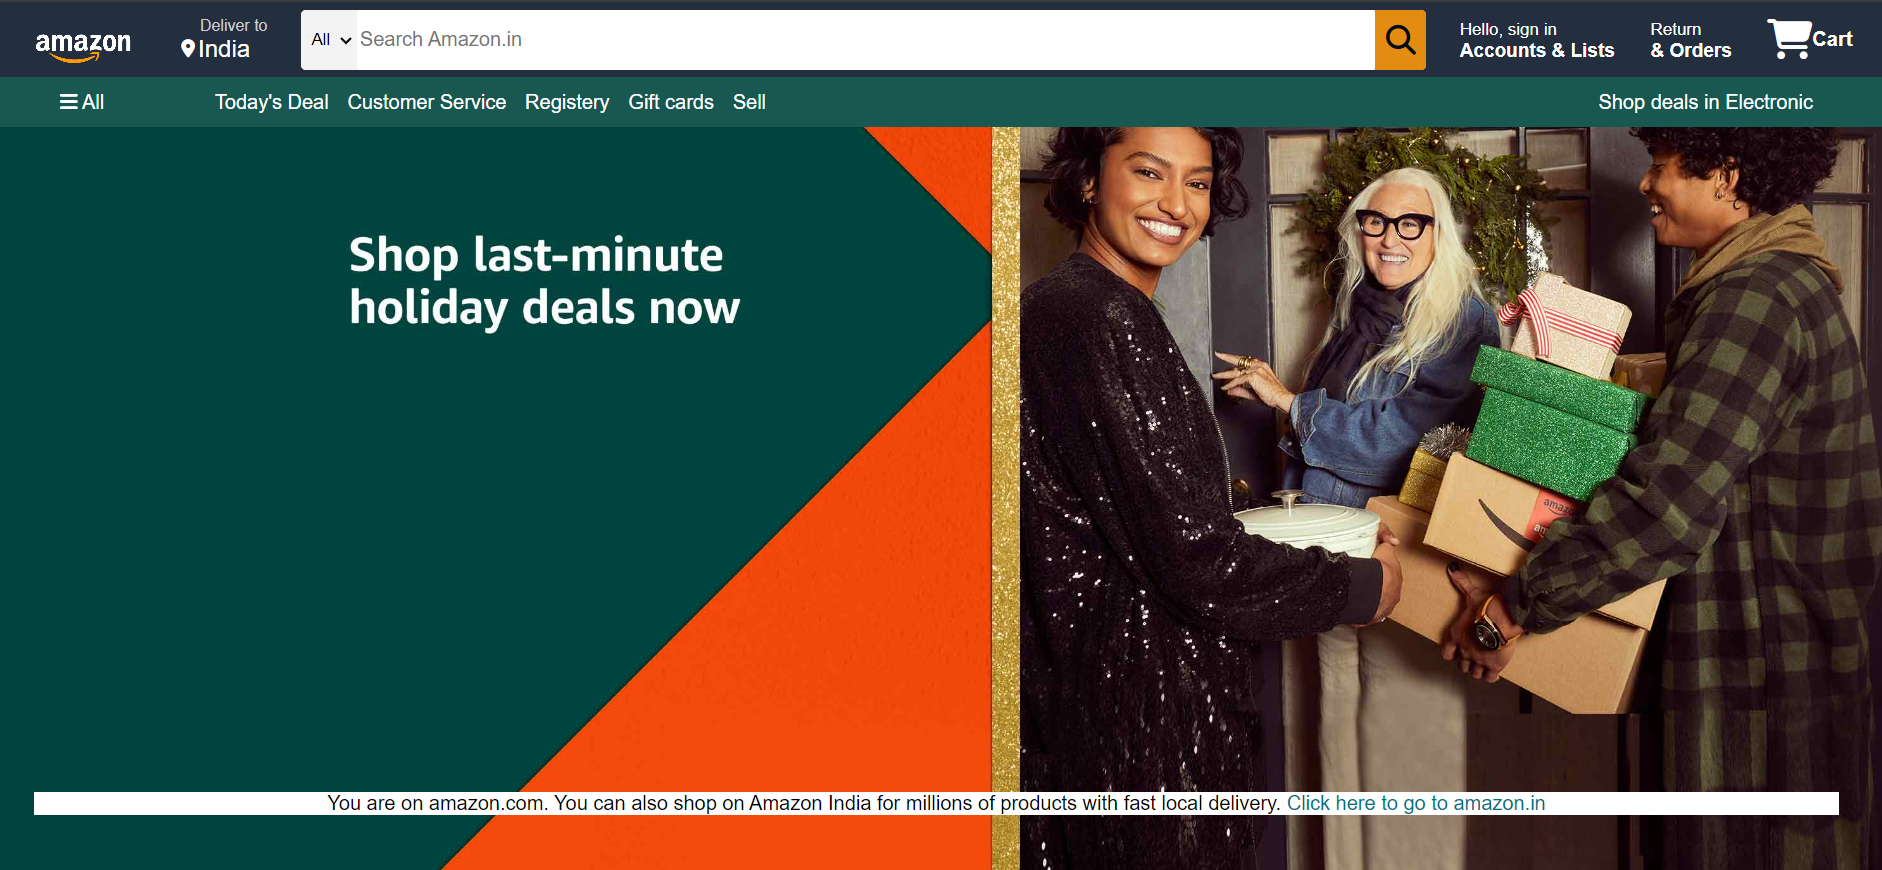 amazon
Deliver to
India
All
Search Amazon.in
Hello, sign in
Accounts & Lists
Return
& Orders
Cart
All
Today's Deal
Customer Service
Registery
Gift cards
Sell
Shop deals in Electronic
Shop last-minute
holiday deals now
You are on amazon.com. You can also shop on Amazon India for millions of products with fast local delivery. Click here to go to amazon.in